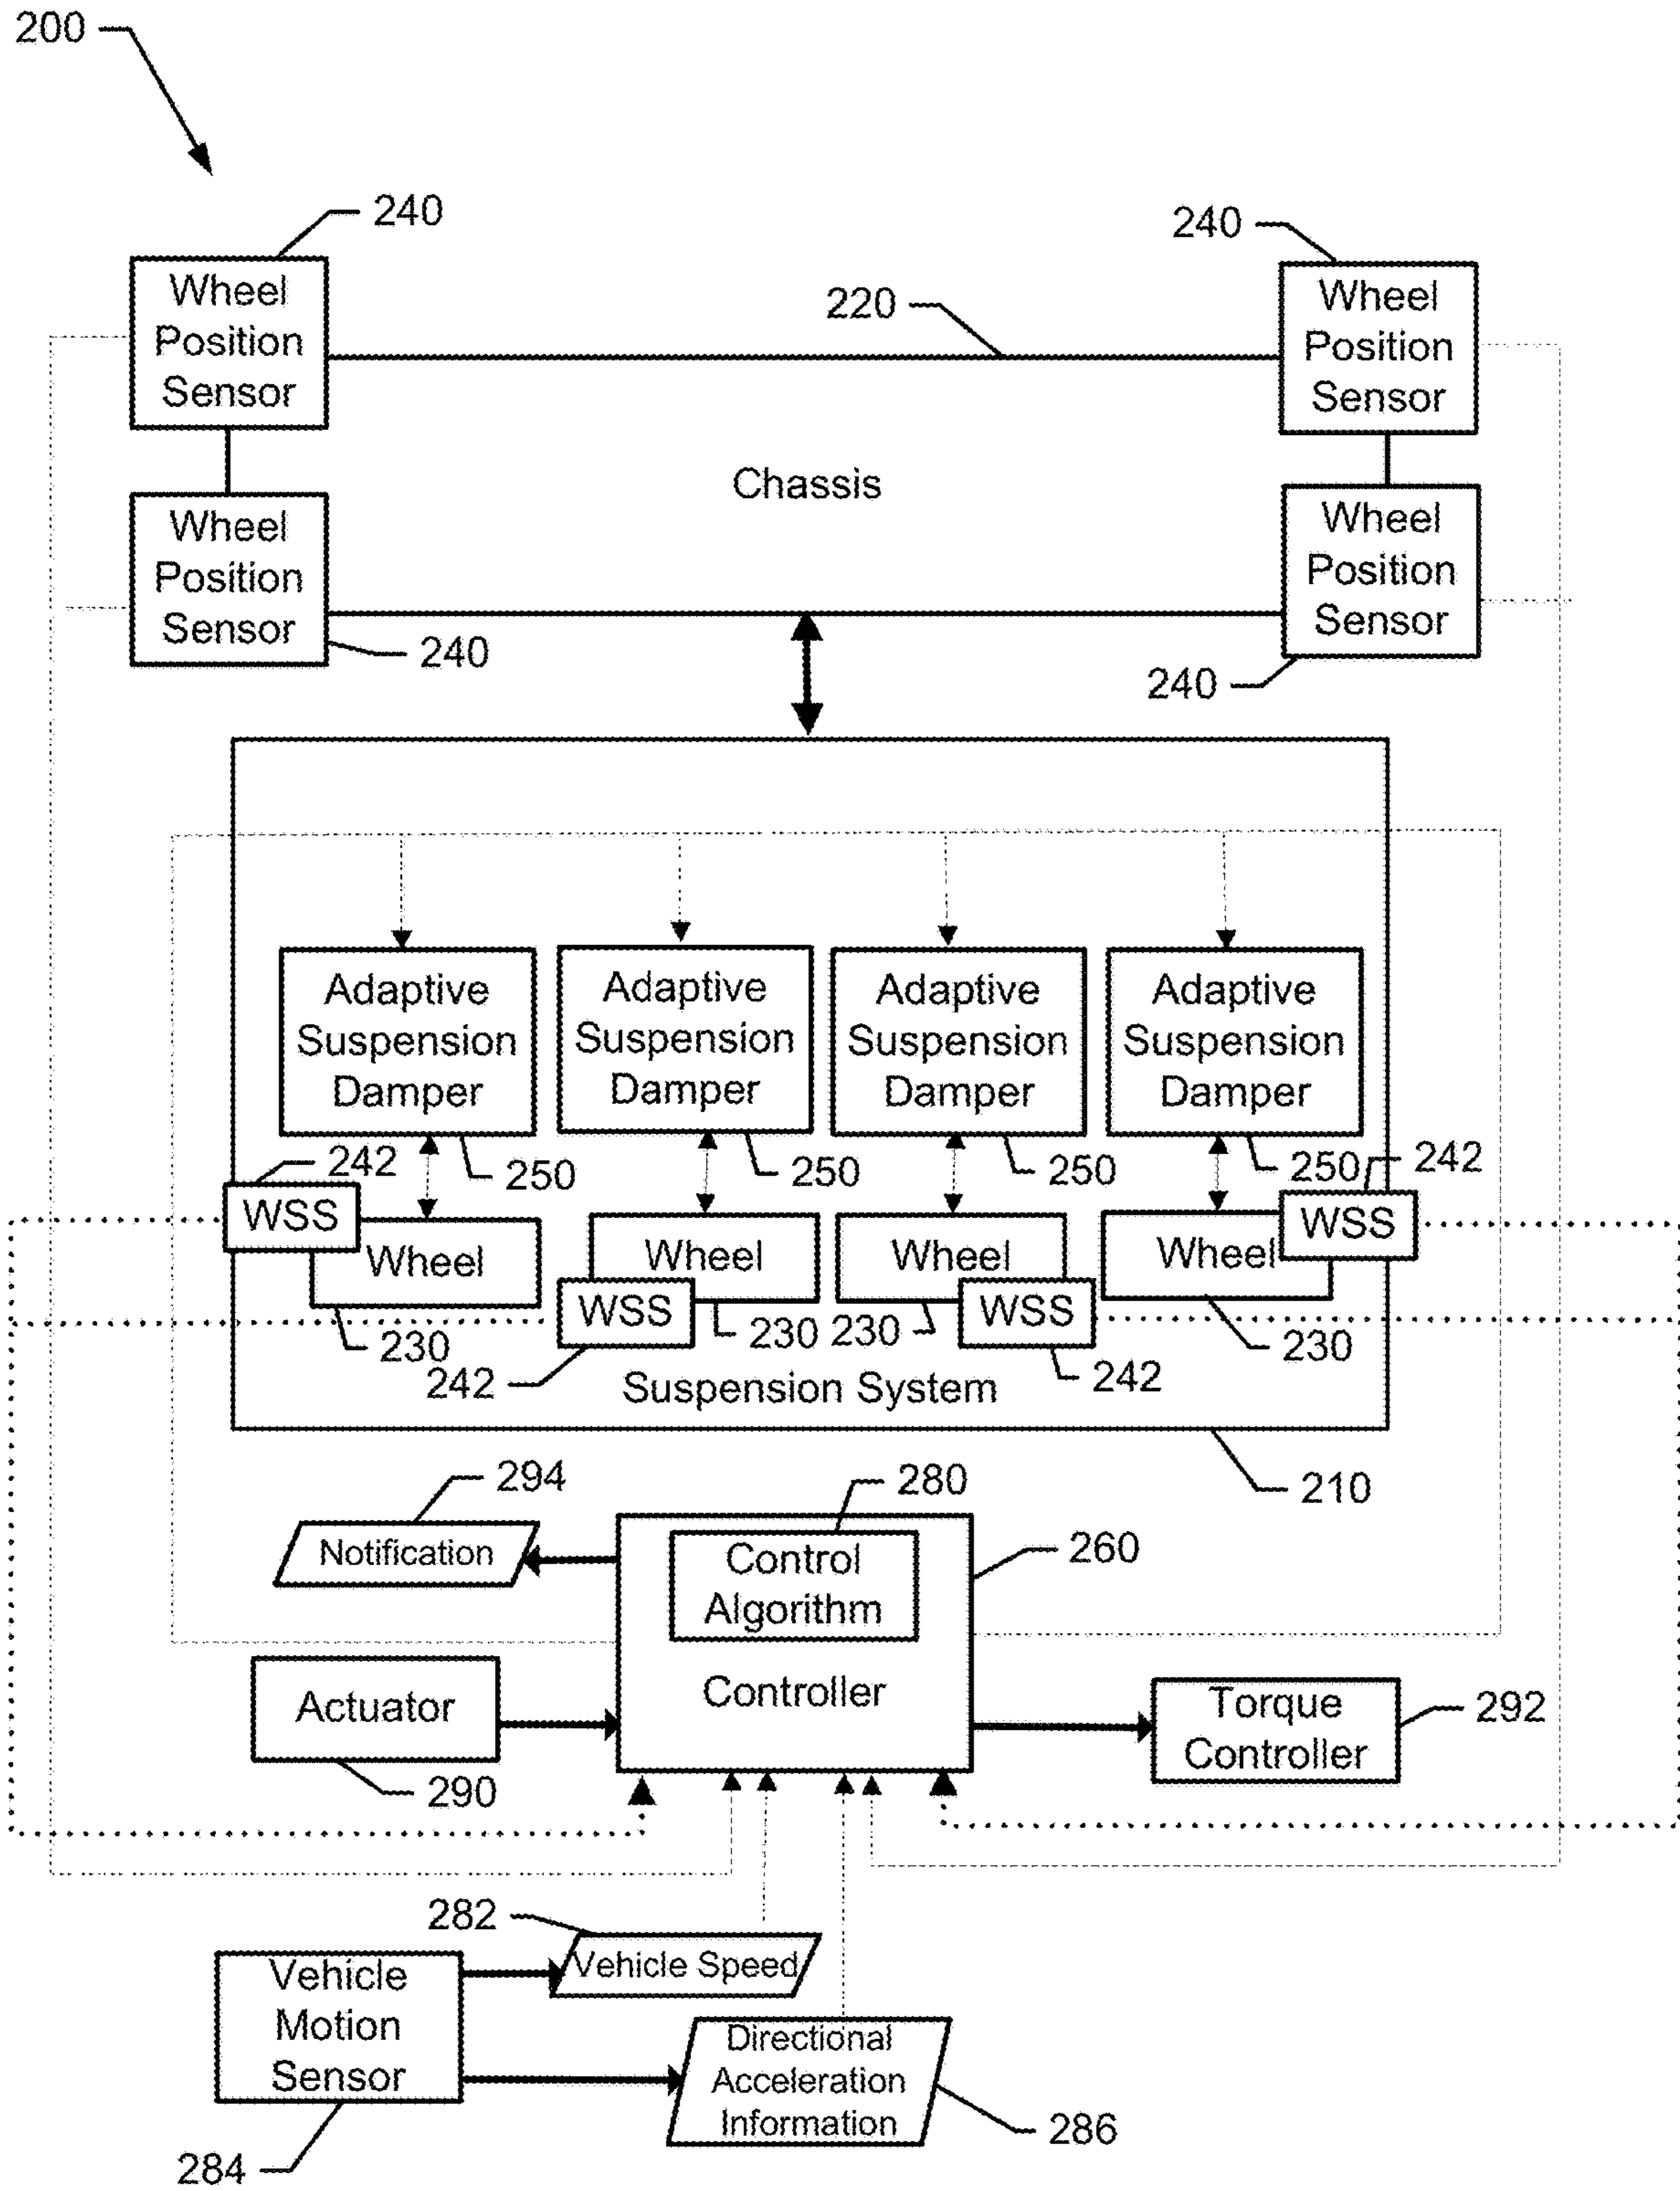 200
240
240
Wheel
Position
Sensor
220
Wheel
Position
Sensor
Chassis
Wheel
Position
Sensor
Wheel
Position
Sensor
240
240
Adaptive
Suspension
Damper
Adaptive
Suspension
Damper
Adaptive
Suspension
Damper
Adaptive
Suspension
Damper
242
250
250
250
250
242
WSS
Wheel
Wheel
Wheel
Wheel
WSS
WSS
WSS
230
230
230
230
242
242
Suspension System
210
294
280
Notification
Control
Algorithm
260
Controller
Actuator
290
Torque
Controller
292
282
Vehicle Speed
Vehicle
Motion
Sensor
Directional
Acceleration
Information
284
286